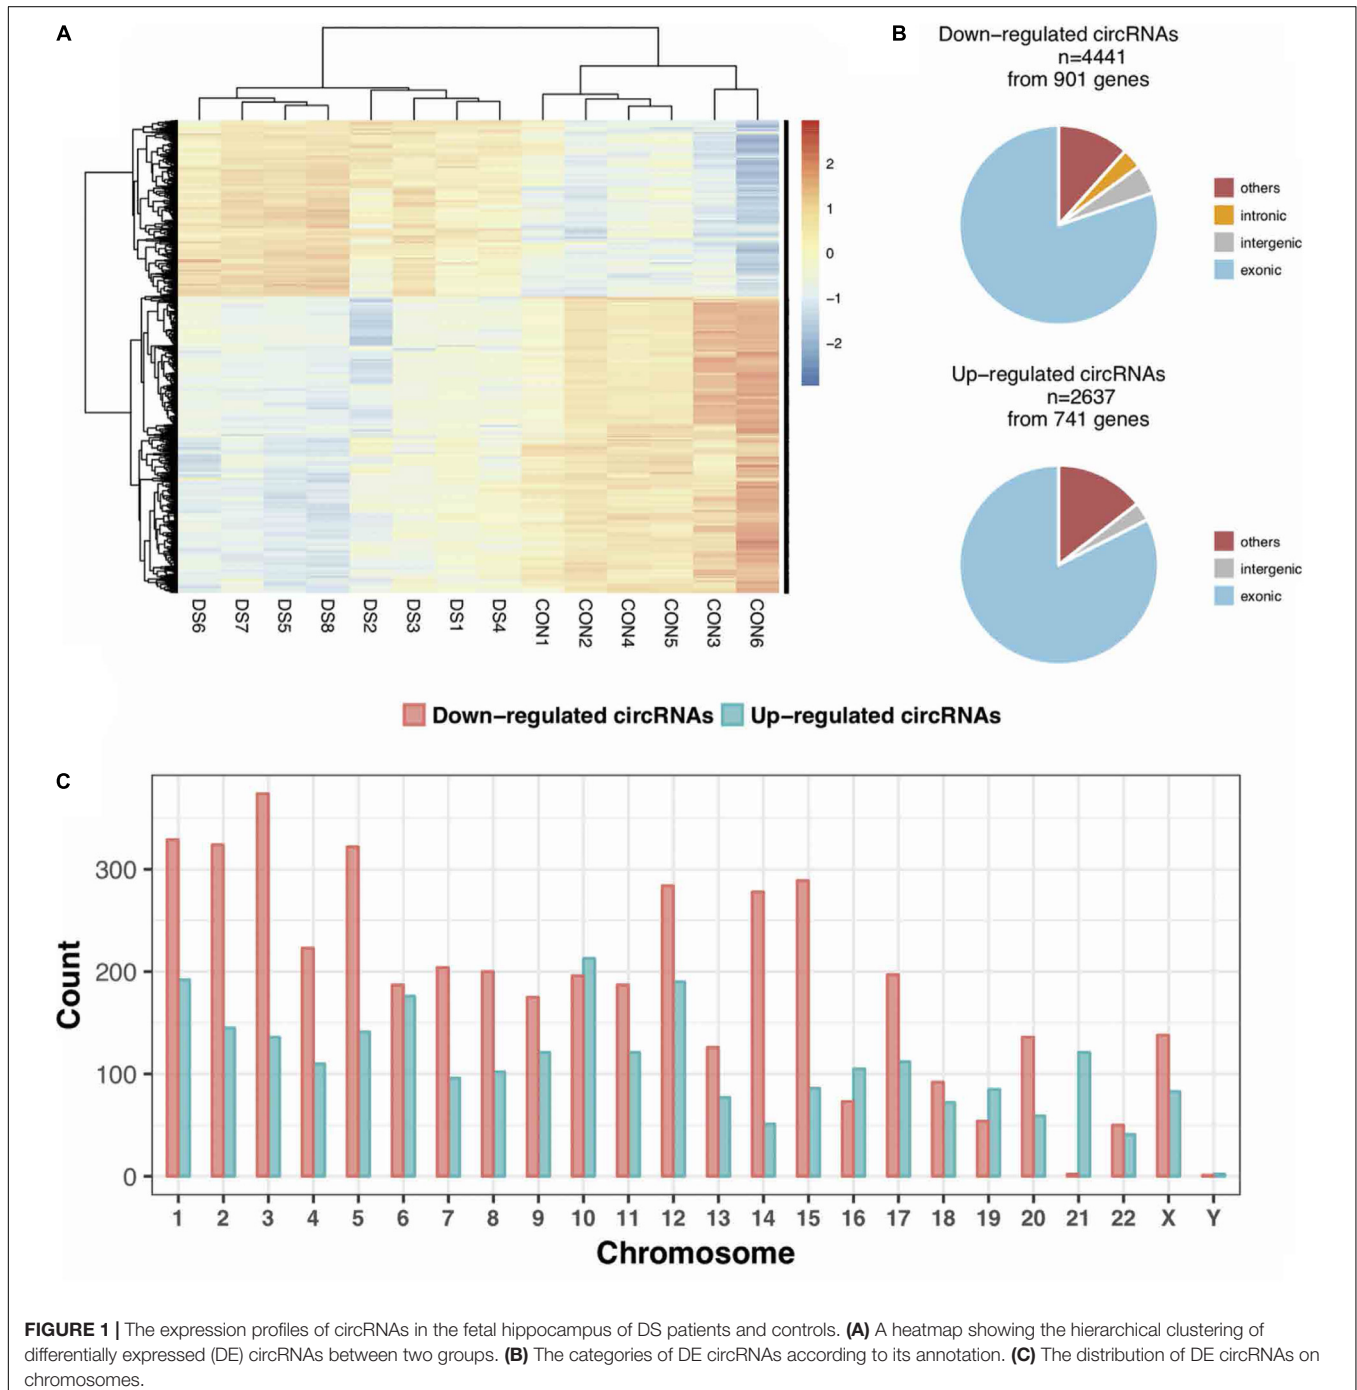 A
2
1
0
−1
−2
DS6 DS7 DS5 DS8 DS2 DS3 DS1 DS4 CON1 CON2 CON4 CON5 CON3 CON6
B
Down−regulated circRNAs
n=4441
from 901 genes
others
intronic
intergenic
exonic
Up−regulated circRNAs
n=2637
from 741 genes
others
intergenic
exonic
Down−regulated circRNAs Up−regulated circRNAs
C
Count
300
200
100
0
1 2 3 4 5 6 7 8 9 10 11 12 13 14 15 16 17 18 19 20 21 22 X Y
Chromosome
FIGURE 1 | The expression profiles of circRNAs in the fetal hippocampus of DS patients and controls. (A) A heatmap showing the hierarchical clustering of
differentially expressed (DE) circRNAs between two groups. (B) The categories of DE circRNAs according to its annotation. (C) The distribution of DE circRNAs on
chromosomes.